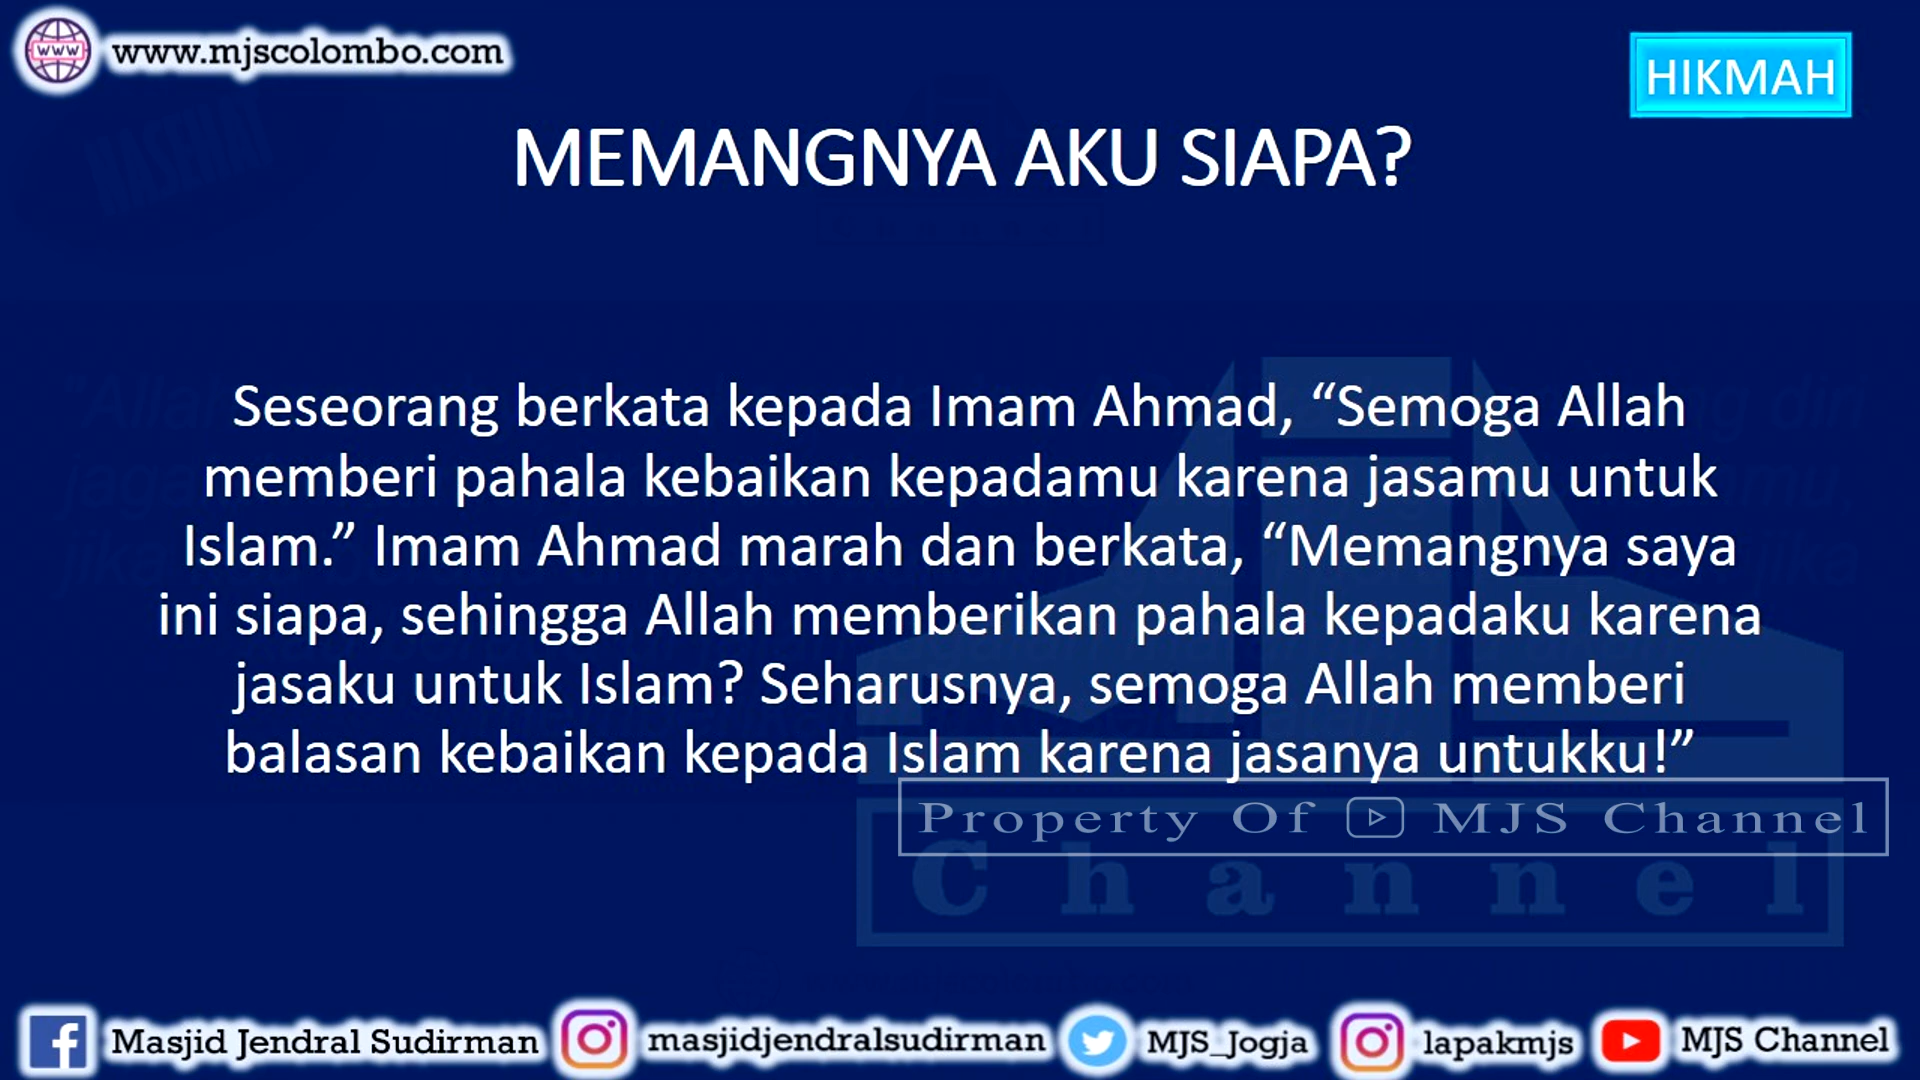 www.mjscolombo.com
HIKMAH
MEMANGNYA AKU SIAPA?
Seseorang berkata kepada Imam Ahmad, “Semoga Allah
memberi pahala kebaikan kepadamu karena jasamu untuk
Islam.” Imam Ahmad marah dan berkata, “Memangnya saya
ini siapa, sehingga Allah memberikan pahala kepadaku karena
jasaku untuk Islam? Seharusnya, semoga Allah memberi
balasan kebaikan kepada Islam karena jasanya untukku!”
Property Of MJS Channel
Channel
Masjid Jendral Sudirman masjidjendralsudirman MJS_Jogja lapakmjs MJS Channel